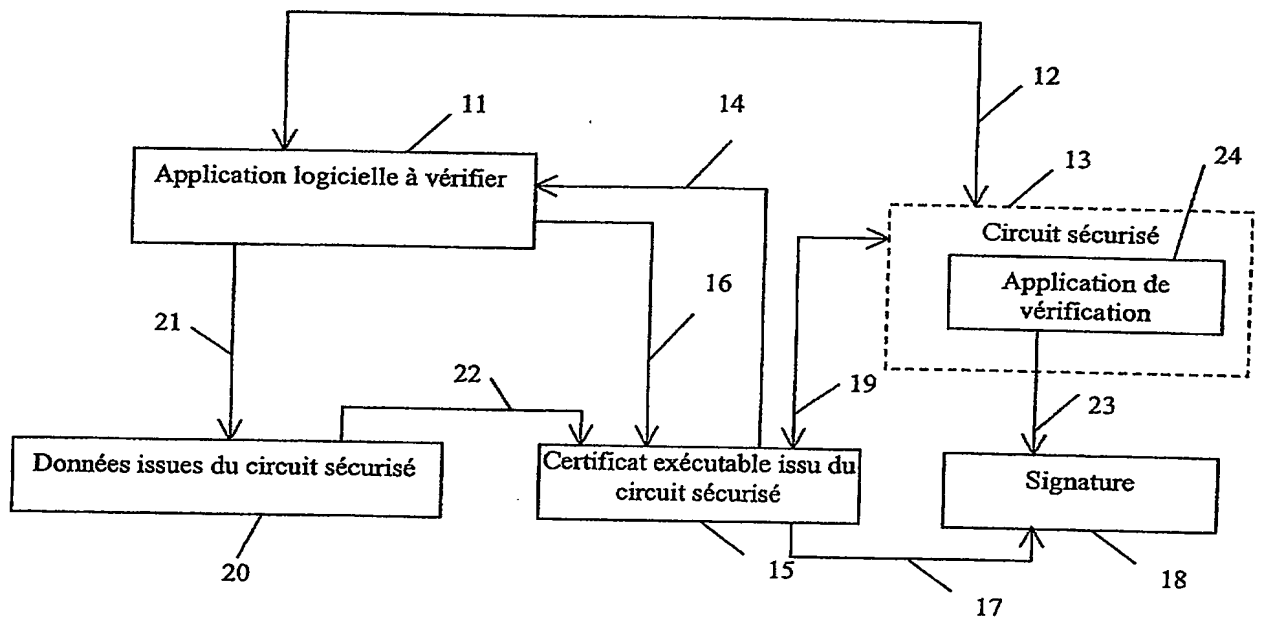 12
11
14
24
13
Application logicielle à vérifier
Circuit sécurisé
Application de
vérification
16
21
22
19
23
Données issues du circuit sécurisé
Certificat exécutable issu du
circuit sécurisé
Signature
20
15
17
18